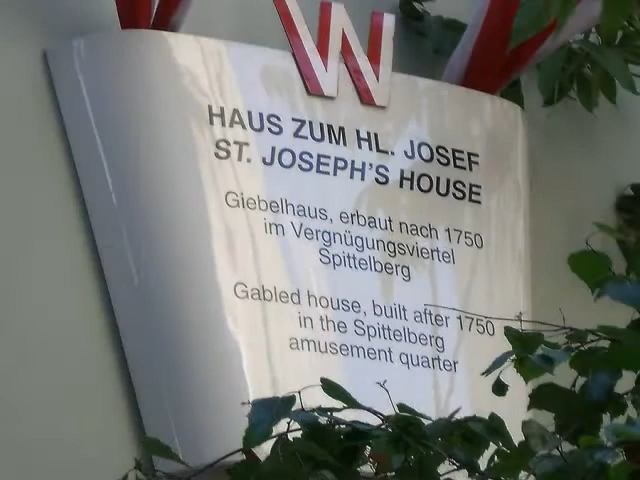 W
HAUS ZUM HL. JOSEF
ST. JOSEPH'S HOUSE
Giebelhaus, erbaut nach 1750
im Vergnügungsviertel
Spittelberg
Gabled house, built after 1750
in the Spittelberg
amusement quarter